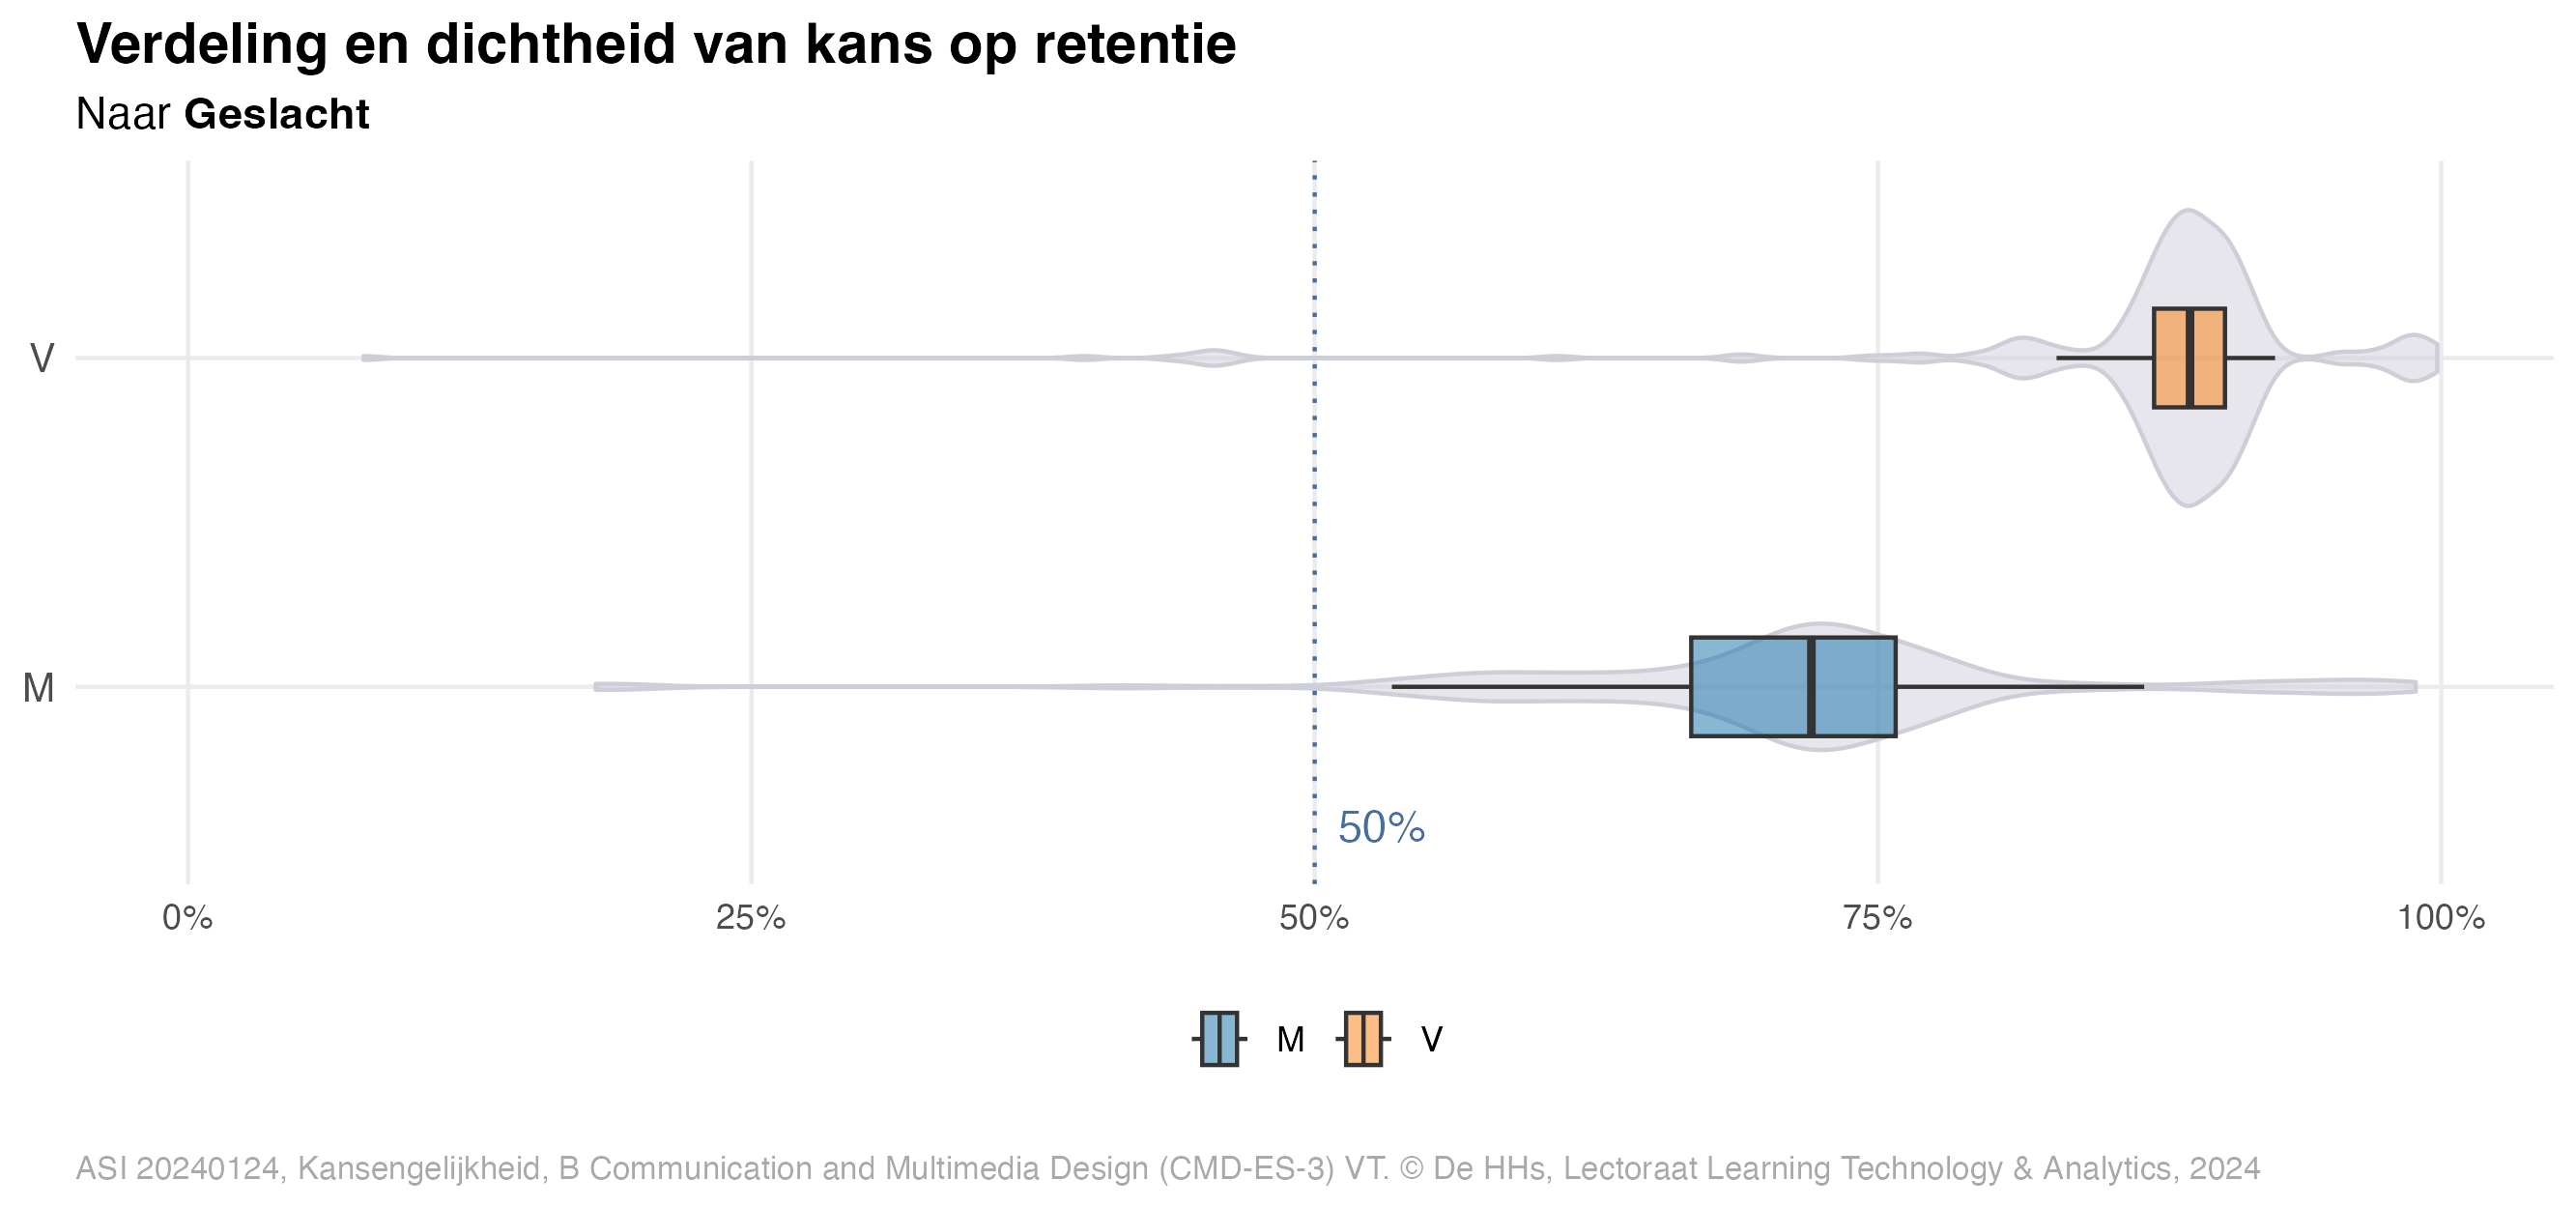 Verdeling en dichtheid van kans op retentie
Naar Geslacht
V
M
50%
0% 25% 50% 75% 100%
M V
ASI 20240124, Kansengelijkheid, B Communication and Multimedia Design (CMD-ES-3) VT. © De HHs, Lectoraat Learning Technology & Analytics, 2024